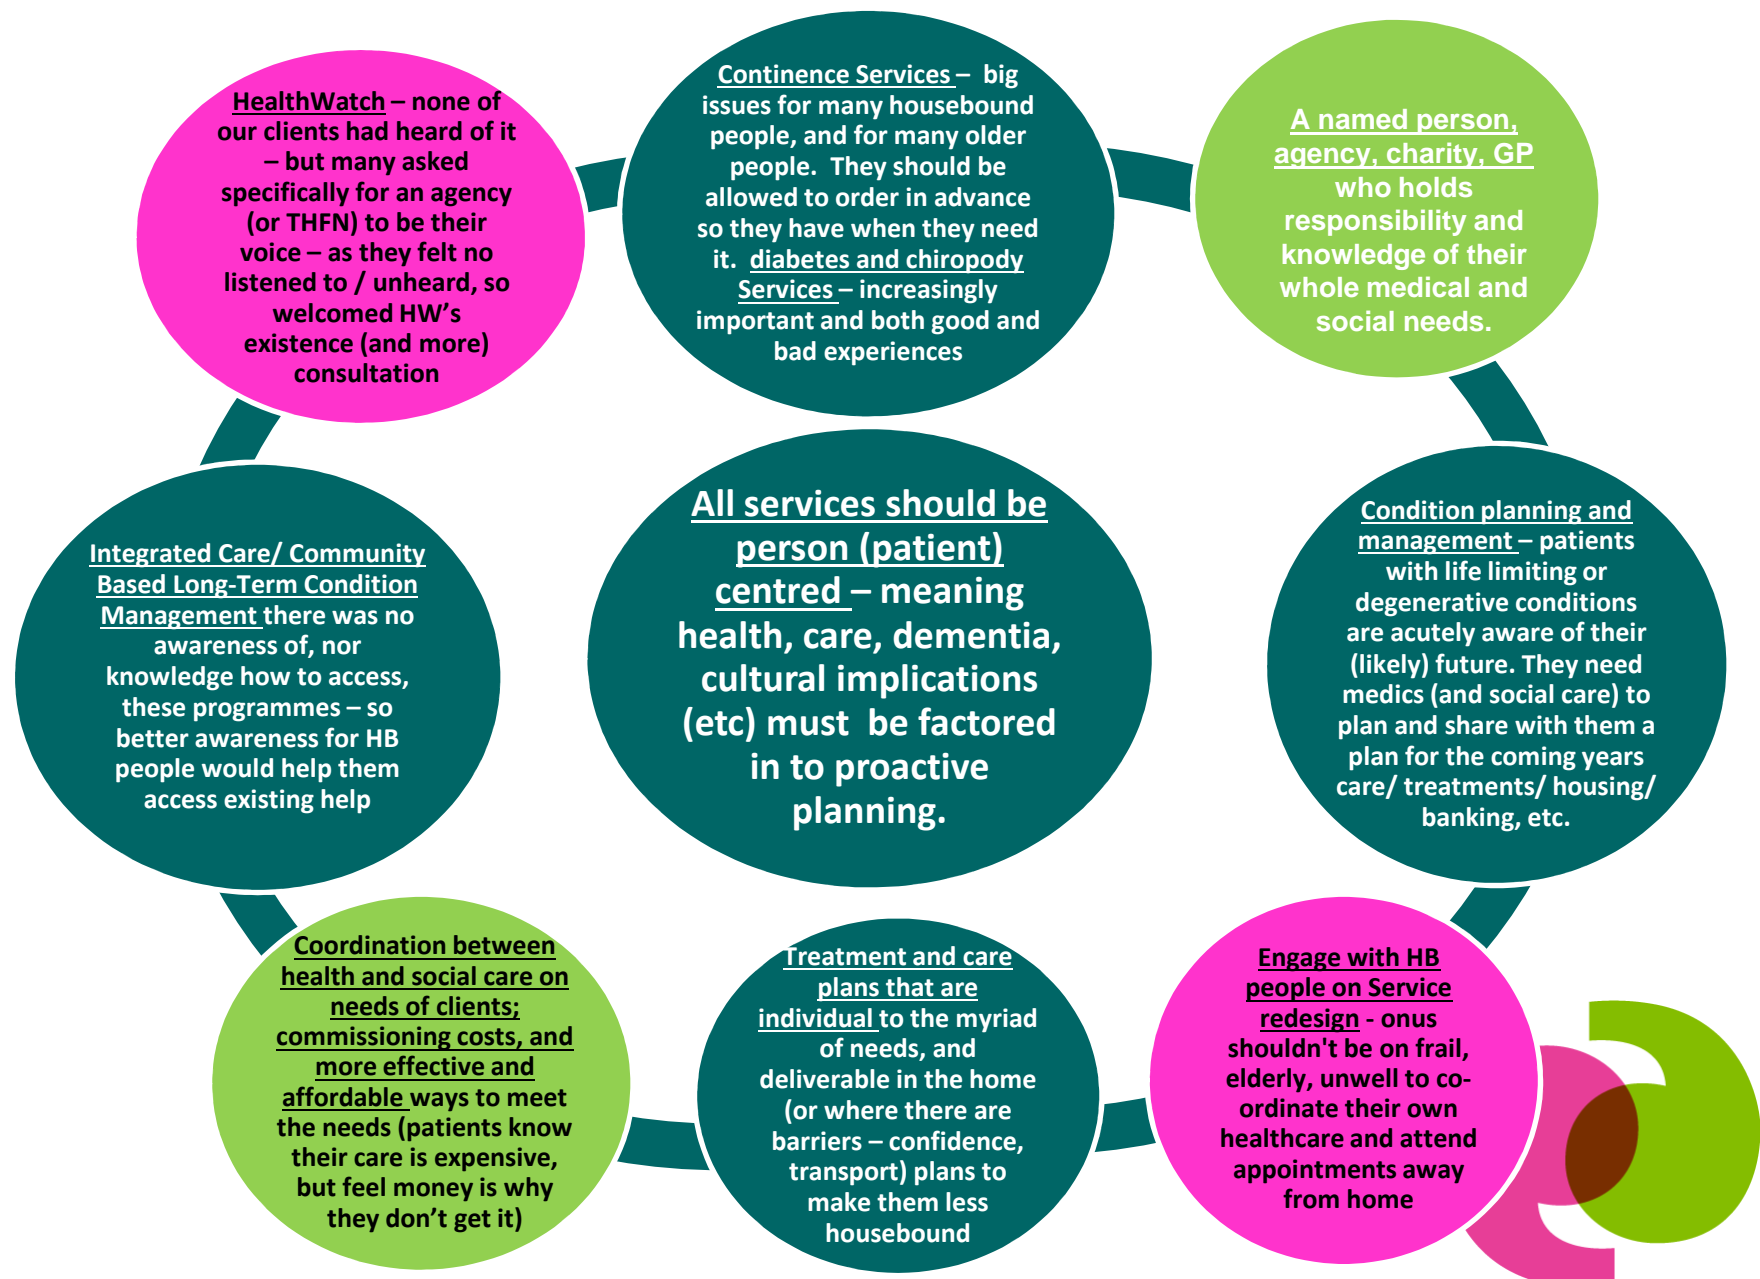 HealthWatch – none of
our clients had heard of it
– but many asked
specifically for an agency
(or THFN) to be their
voice – as they felt no
listened to / unheard, so
welcomed HW’s
existence (and more)
consultation
Continence Services – big
issues for many housebound
people, and for many older
people. They should be
allowed to order in advance
so they have when they need
it. diabetes and chiropody
Services – increasingly
important and both good and
bad experiences
A named person,
agency, charity, GP
who holds
responsibility and
knowledge of their
whole medical and
social needs.
Integrated Care/ Community
Based Long-Term Condition
Management there was no
awareness of, nor
knowledge how to access,
these programmes – so
better awareness for HB
people would help them
access existing help
All services should be
person (patient)
centred – meaning
health, care, dementia,
cultural implications
(etc) must be factored
in to proactive
planning.
Condition planning and
management – patients
with life limiting or
degenerative conditions
are acutely aware of their
(likely) future. They need
medics (and social care) to
plan and share with them a
plan for the coming years
care/ treatments/ housing/
banking, etc.
Coordination between
health and social care on
needs of clients;
commissioning costs, and
more effective and
affordable ways to meet
the needs (patients know
their care is expensive,
but feel money is why
they don’t get it)
Treatment and care
plans that are
individual to the myriad
of needs, and
deliverable in the home
(or where there are
barriers – confidence,
transport) plans to
make them less
housebound
Engage with HB
people on Service
redesign - onus
shouldn't be on frail,
elderly, unwell to co-
ordinate their own
healthcare and attend
appointments away
from home